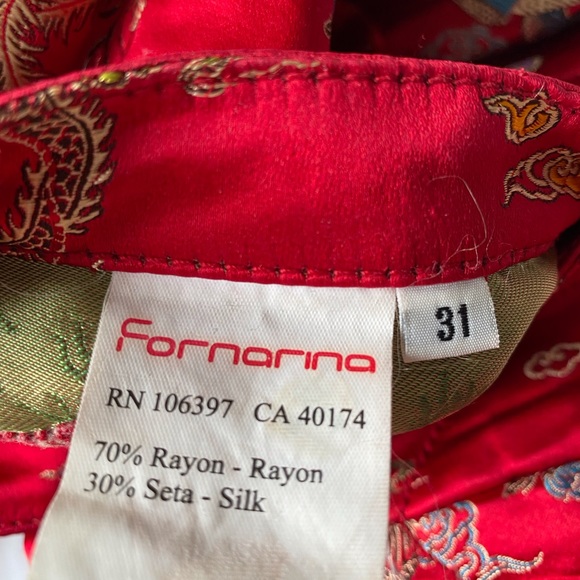 Fornarina
31
RN 106397 CA 40174
70% Rayon - Rayon
30% Seta - Silk